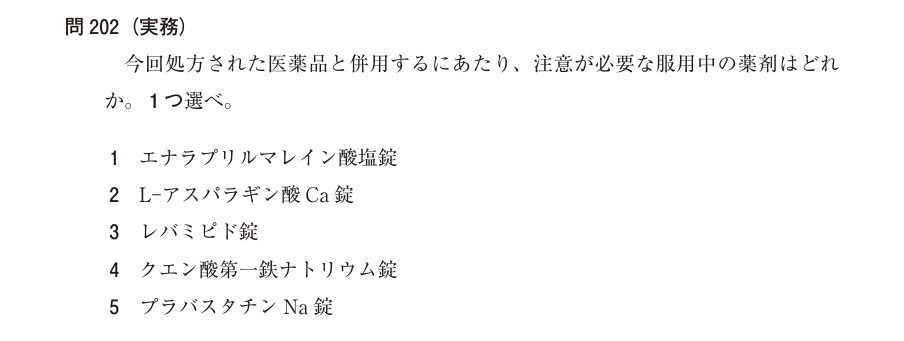 問 202（実務）
今回処方された医薬品と併用するにあたり、注意が必要な服用中の薬剤はどれ
か。1つ選べ。
1 エナラプリルマレイン酸塩錠
2 L-アスパラギン酸 Ca 錠
3 レバミピド錠
4 クエン酸第一鉄ナトリウム錠
5 プラバスタチン Na 錠